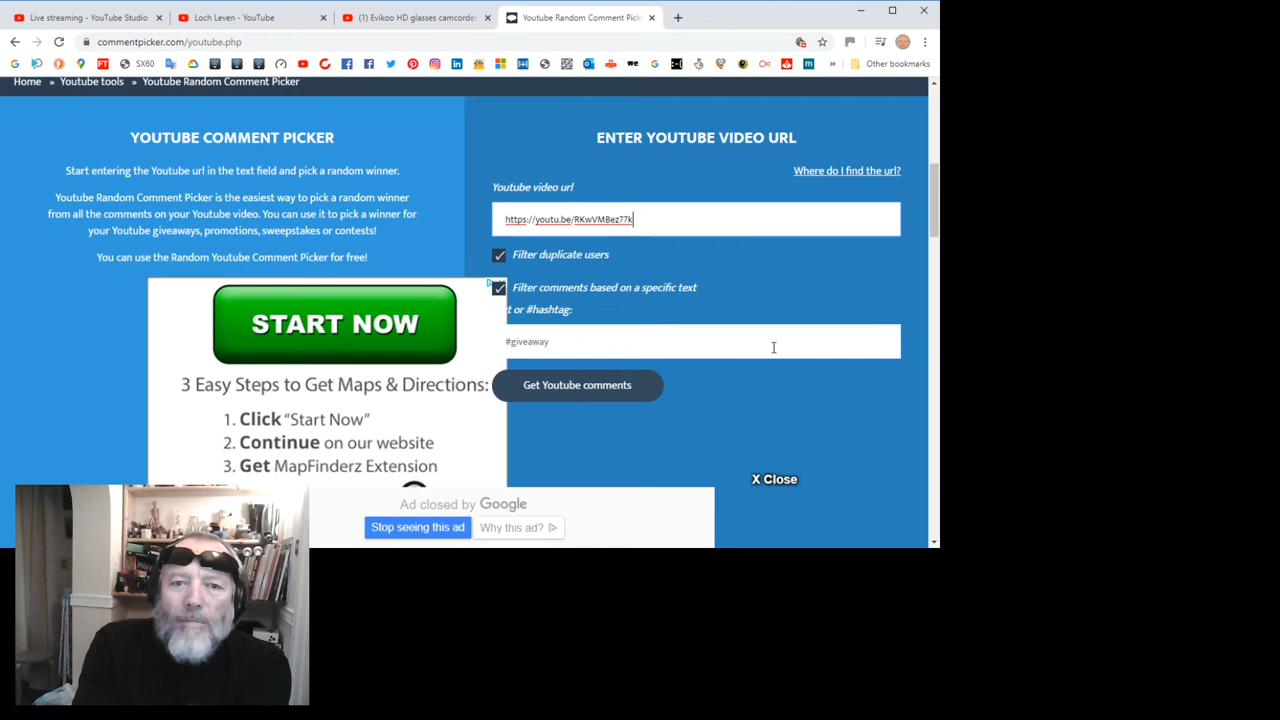 Live streaming - YouTube Studio
Loch Leven - YouTube
(1) Evikoo HD glasses camcorder
Youtube Random Comment Pick
commentpicker.com/youtube.php
SX60
Other bookmarks
Home » Youtube tools » Youtube Random Comment Picker
YOUTUBE COMMENT PICKER
Start entering the Youtube url in the text field and pick a random winner.
Youtube Random Comment Picker is the easiest way to pick a random winner
from all the comments on your Youtube video. You can use it to pick a winner for
your Youtube giveaways, promotions, sweepstakes or contests!
You can use the Random Youtube Comment Picker for free!
START NOW
3 Easy Steps to Get Maps & Directions:
1. Click “Start Now”
2. Continue on our website
3. Get MapFinderz Extension
ENTER YOUTUBE VIDEO URL
Where do I find the url?
Youtube video url
https://youtu.be/RKwVMBez77k
Filter duplicate users
Filter comments based on a specific text
t or #hashtag:
#giveaway
Get Youtube comments
X Close
Ad closed by Google
Stop seeing this ad
Why this ad?